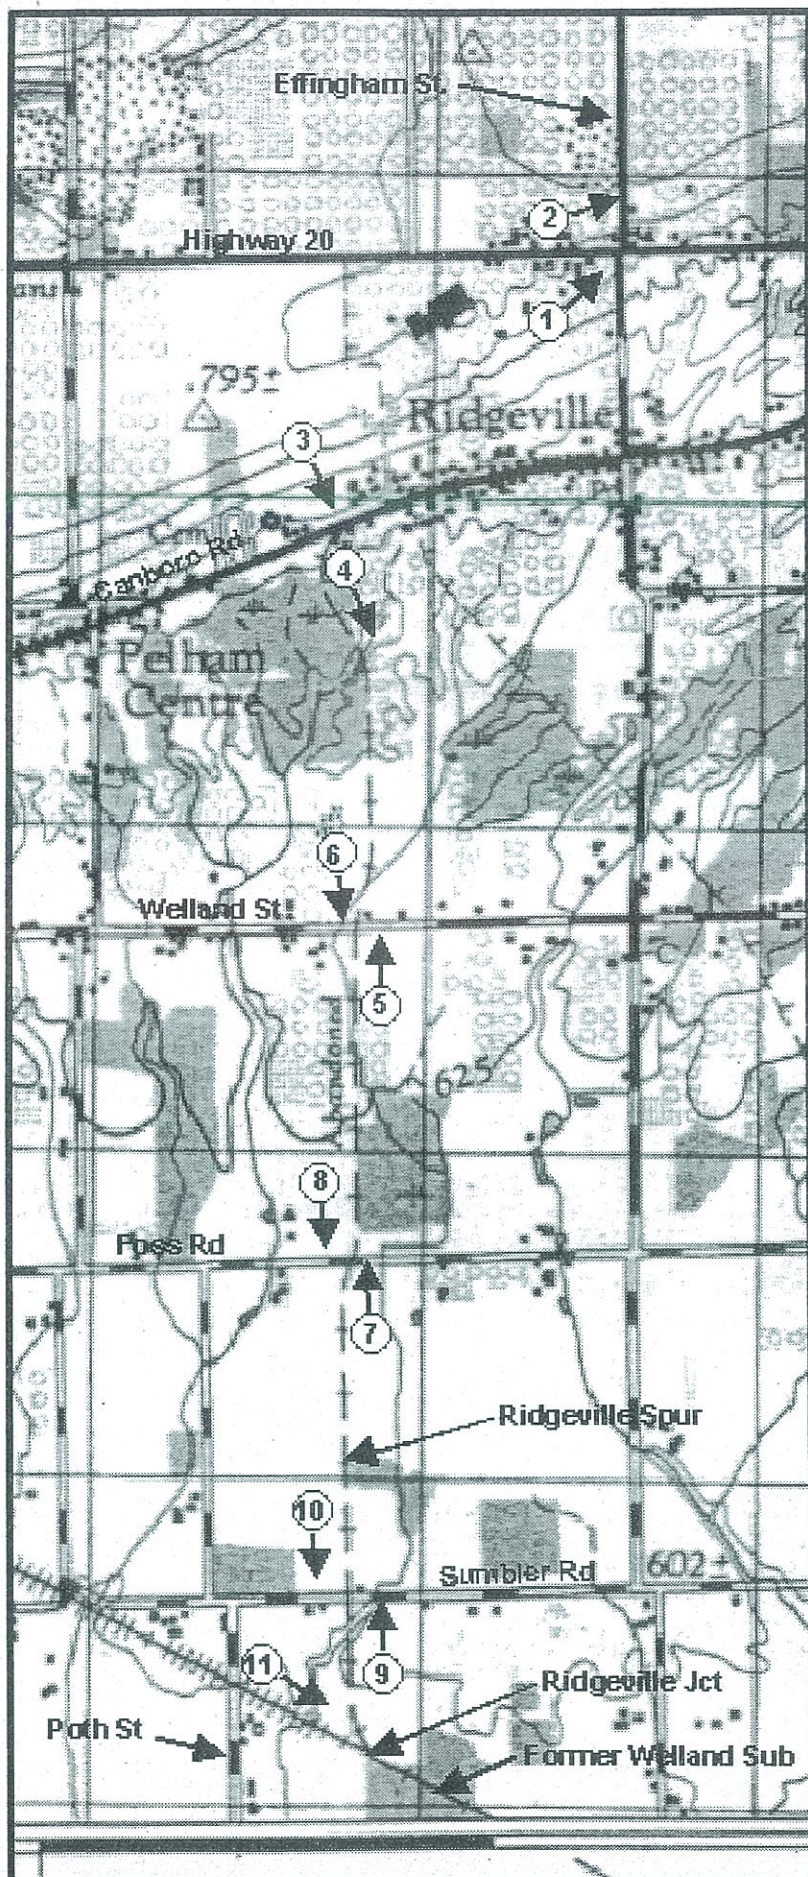 Effingham St.
2
Highway 20
1
.795±
Ridgeville
3
Canboro Rd
4
Pelham
Centre
6
Welland St.
5
Abandoned
625
8
Foss Rd
7
Ridgeville Spur
10
Sumbler Rd
602±
11
9
Ridgeville Jct
Poth St
Former Welland Sub